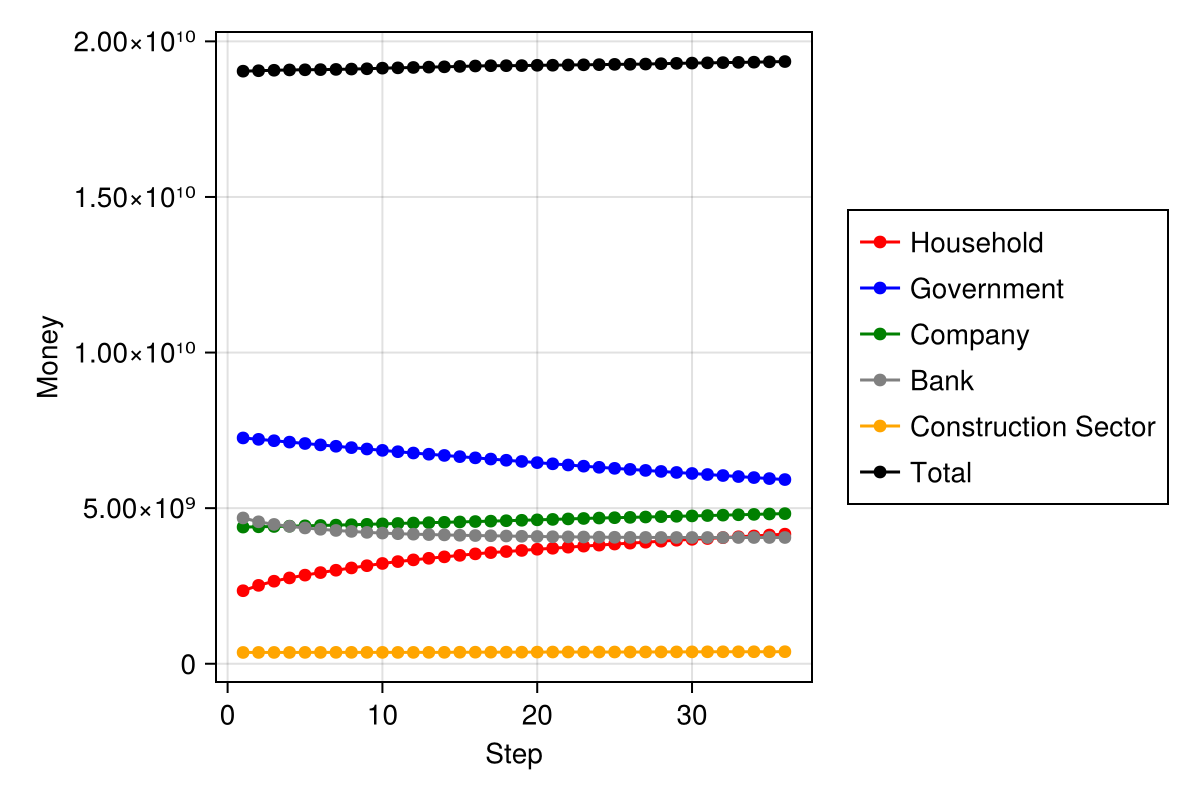 2.00×10¹⁰
1.50×10¹⁰
1.00×10¹⁰
5.00×10⁹
0
Money
0 10 20 30
Step
Household
Government
Company
Bank
Construction Sector
Total